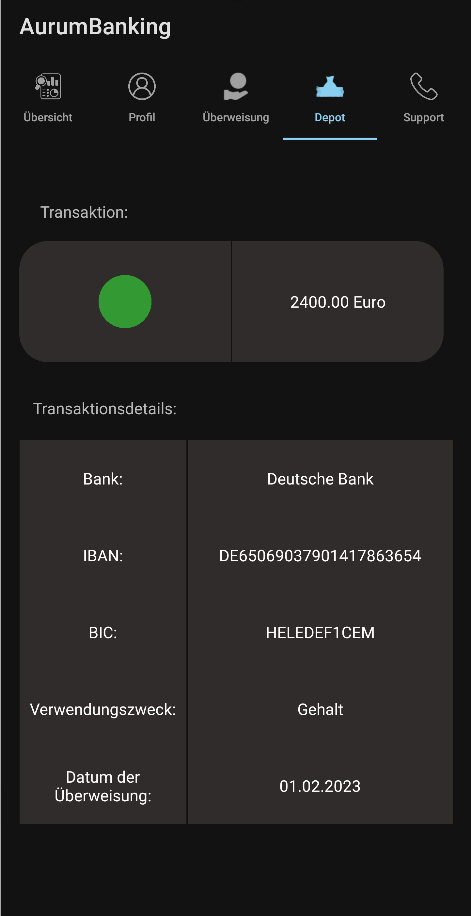 AurumBanking
Übersicht
Profil
Überweisung
Depot
Support
Transaktion:
2400.00 Euro
Transaktionsdetails:
Bank:
Deutsche Bank
IBAN:
DE65069037901417863654
BIC:
HELEDEF1CEM
Verwendungszweck:
Gehalt
Datum der
Überweisung:
01.02.2023